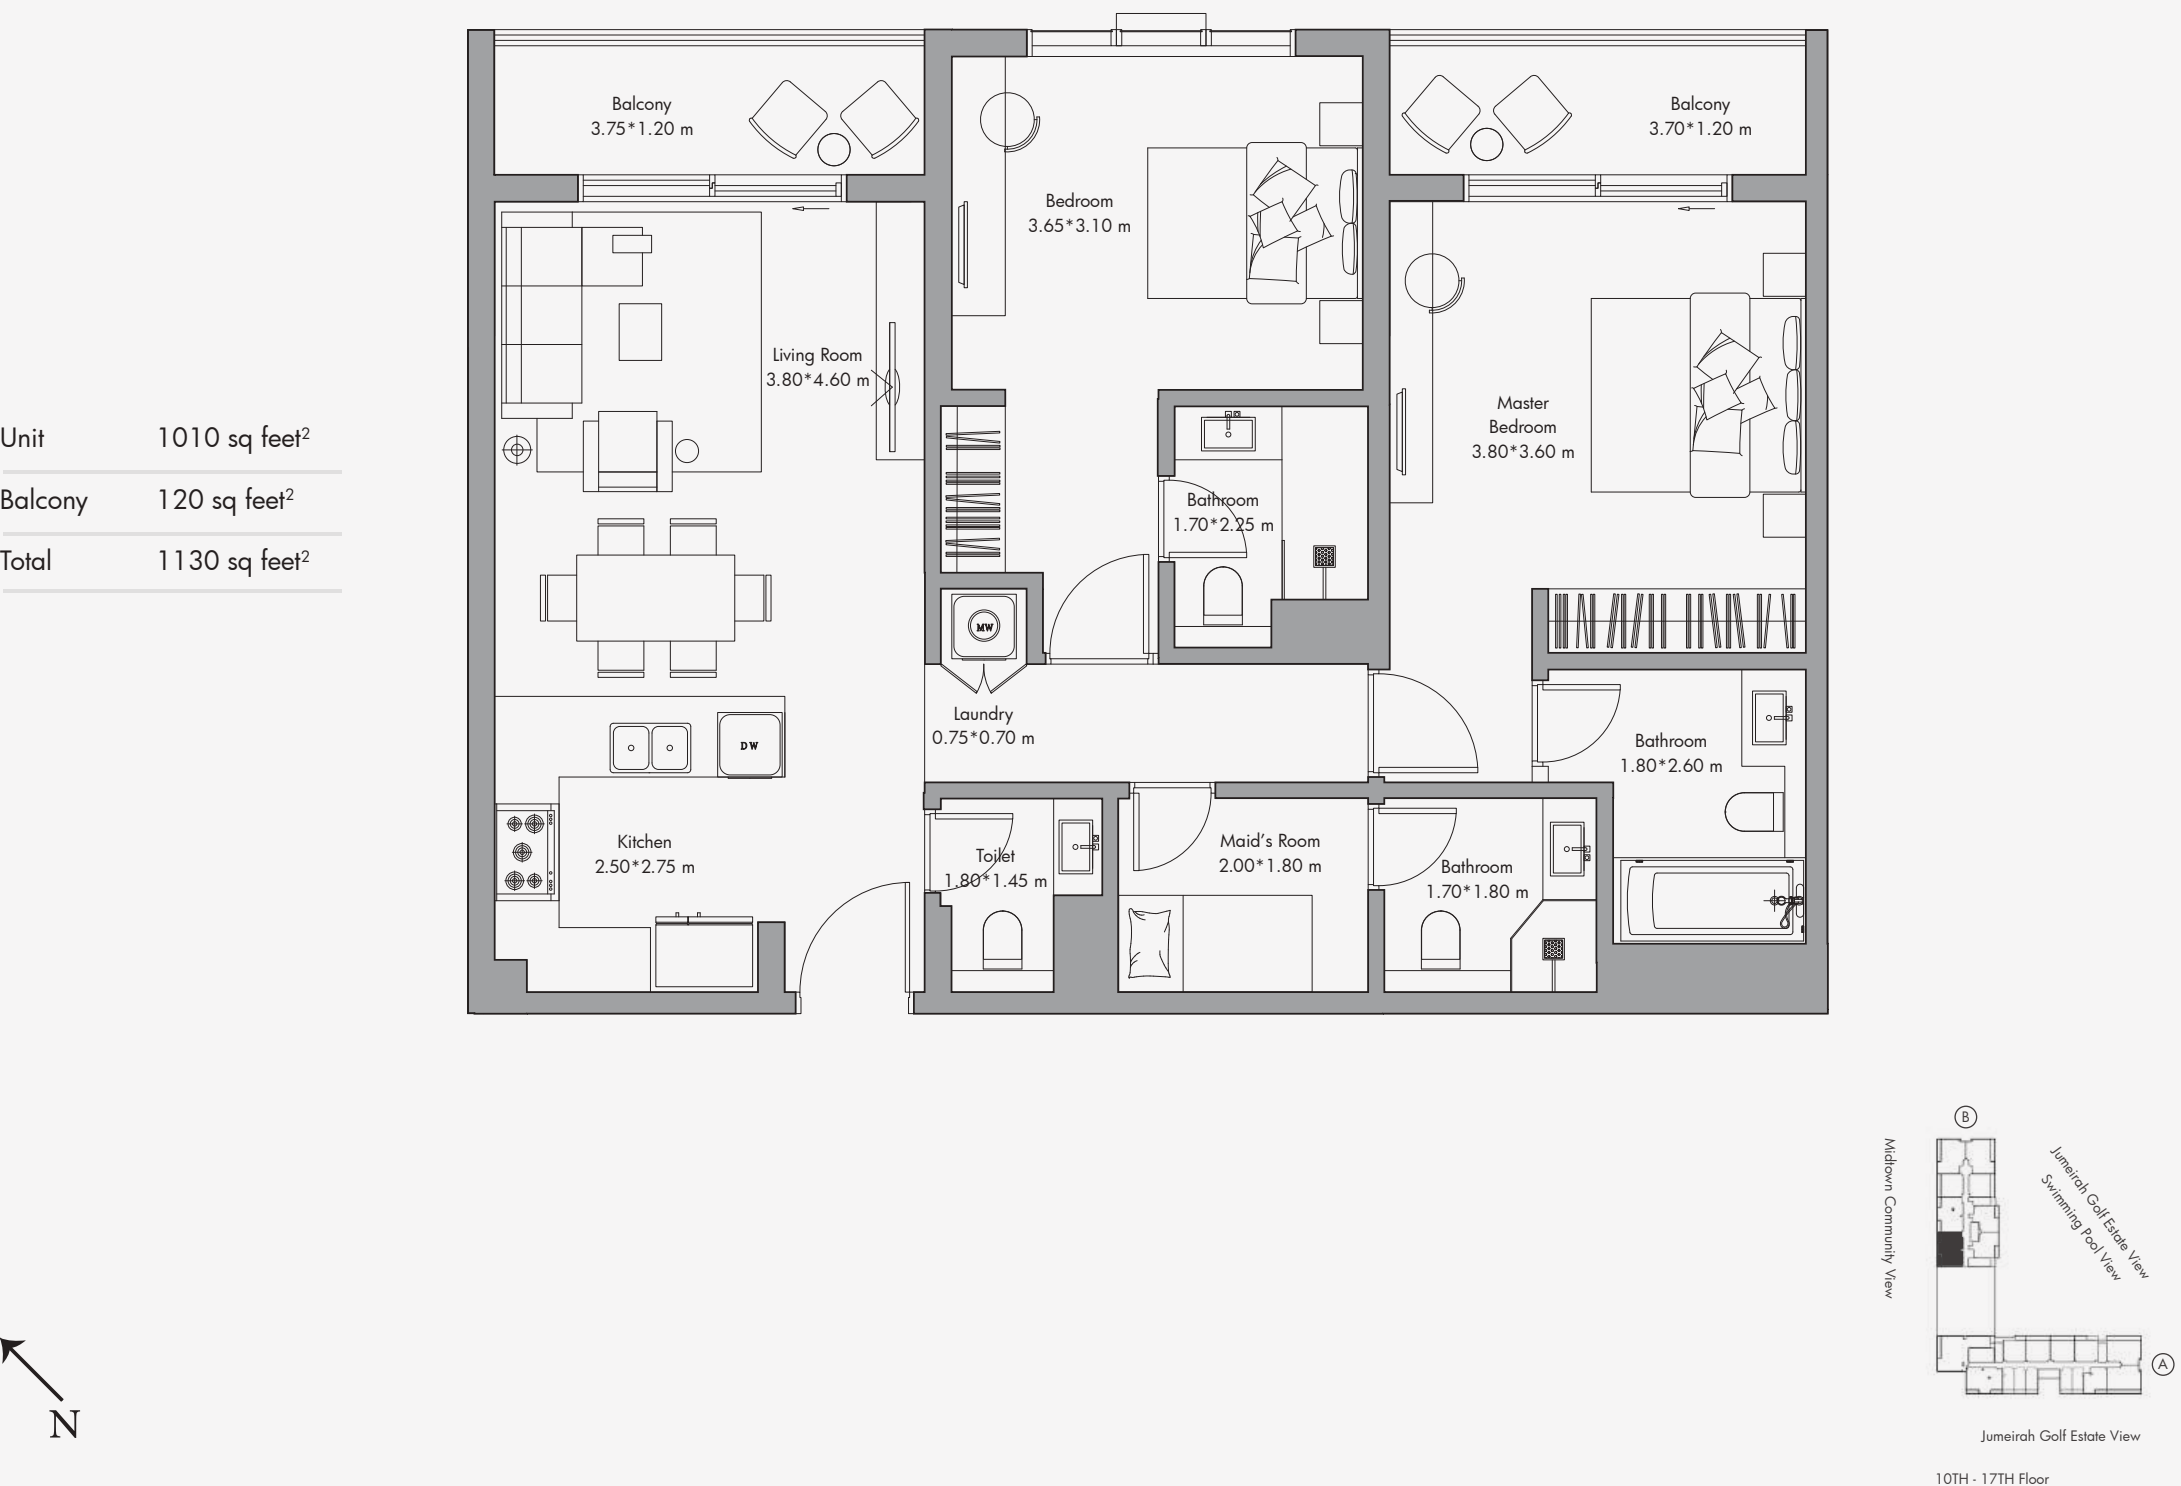 Balcony
3.75*1.20 m
Balcony
3.70*1.20 m
Bedroom
3.65*3.10 m
Living Room
3.80*4.60 m
Master
Bedroom
3.80*3.60 m
Unit 1010 sq feet²
Balcony 120 sq feet²
Total 1130 sq feet²
Bathroom
1.70*2.25 m
MW
Laundry
0.75*0.70 m
DW
Bathroom
1.80*2.60 m
Kitchen
2.50*2.75 m
Toilet
1.80*1.45 m
Maid's Room
2.00*1.80 m
Bathroom
1.70*1.80 m
B
Midtown Community View
Jumeirah Golf Estate View
Swimming Pool View
A
N
Jumeirah Golf Estate View
10TH - 17TH Floor